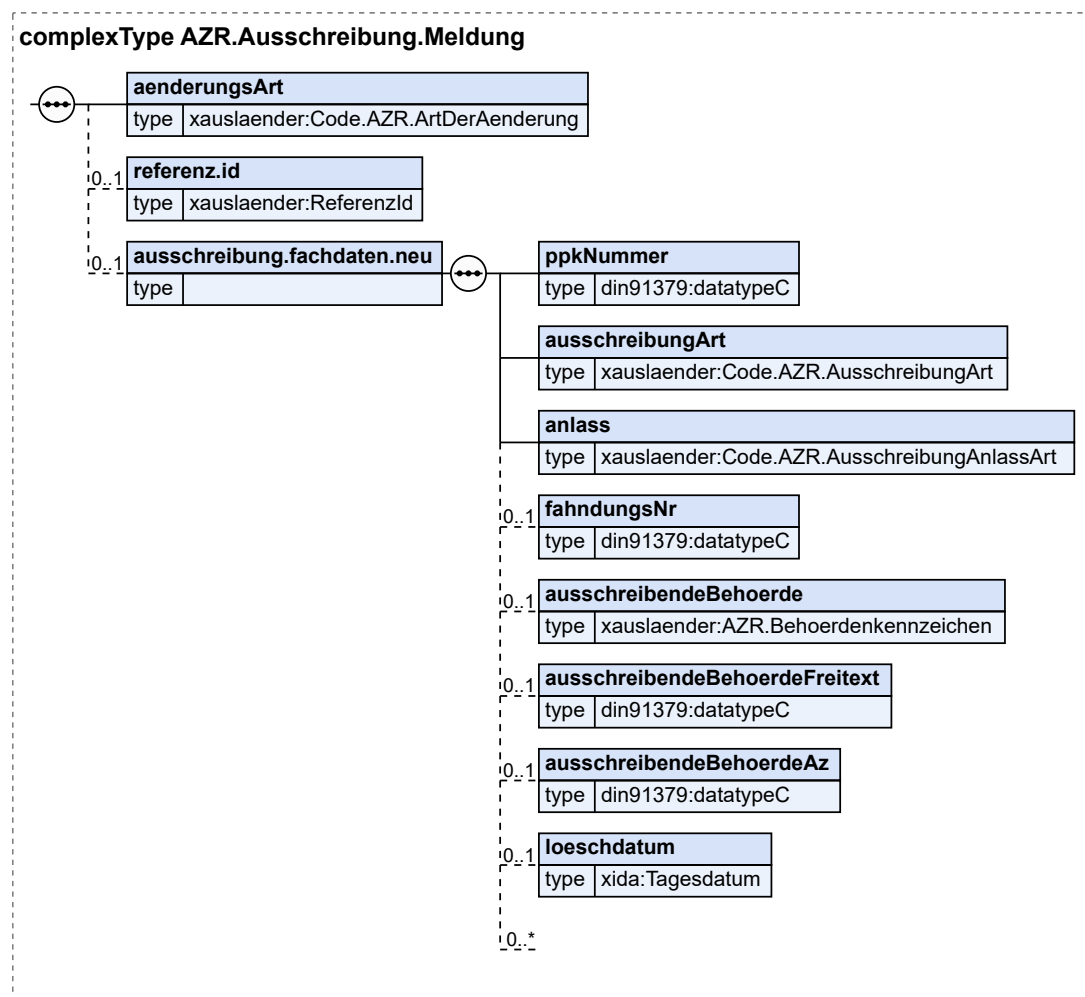 complexType AZR.Ausschreibung.Meldung
aenderungsArt
type xauslaender:Code.AZR.ArtDerAenderung
0..1 referenz.id
type xauslaender:ReferenzId
0..1 ausschreibung.fachdaten.neu
type
ppkNummer
type din91379:datatypeC
ausschreibungArt
type xauslaender:Code.AZR.AusschreibungArt
anlass
type xauslaender:Code.AZR.AusschreibungAnlassArt
0..1 fahndungsNr
type din91379:datatypeC
0..1 ausschreibendeBehoerde
type xauslaender:AZR.Behoerdenkennzeichen
0..1 ausschreibendeBehoerdeFreitext
type din91379:datatypeC
0..1 ausschreibendeBehoerdeAz
type din91379:datatypeC
0..1 loeschdatum
type xida:Tagesdatum
0..*